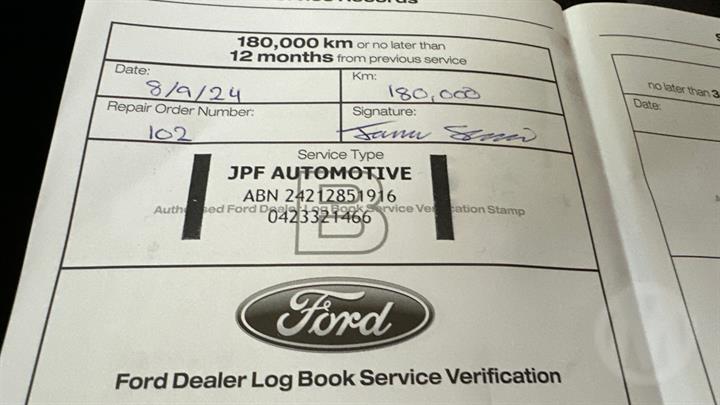 180,000 km or no later than
12 months from previous service
Date:
8/9/24
Km:
180,000
Repair Order Number:
102
Signature:
Service Type
B
JPF AUTOMOTIVE
ABN 24212851916
Authorised Ford Dealer Log Book Service Verification Stamp
0423321466
Ford
Ford Dealer Log Book Service Verification
no later than 3
Date: